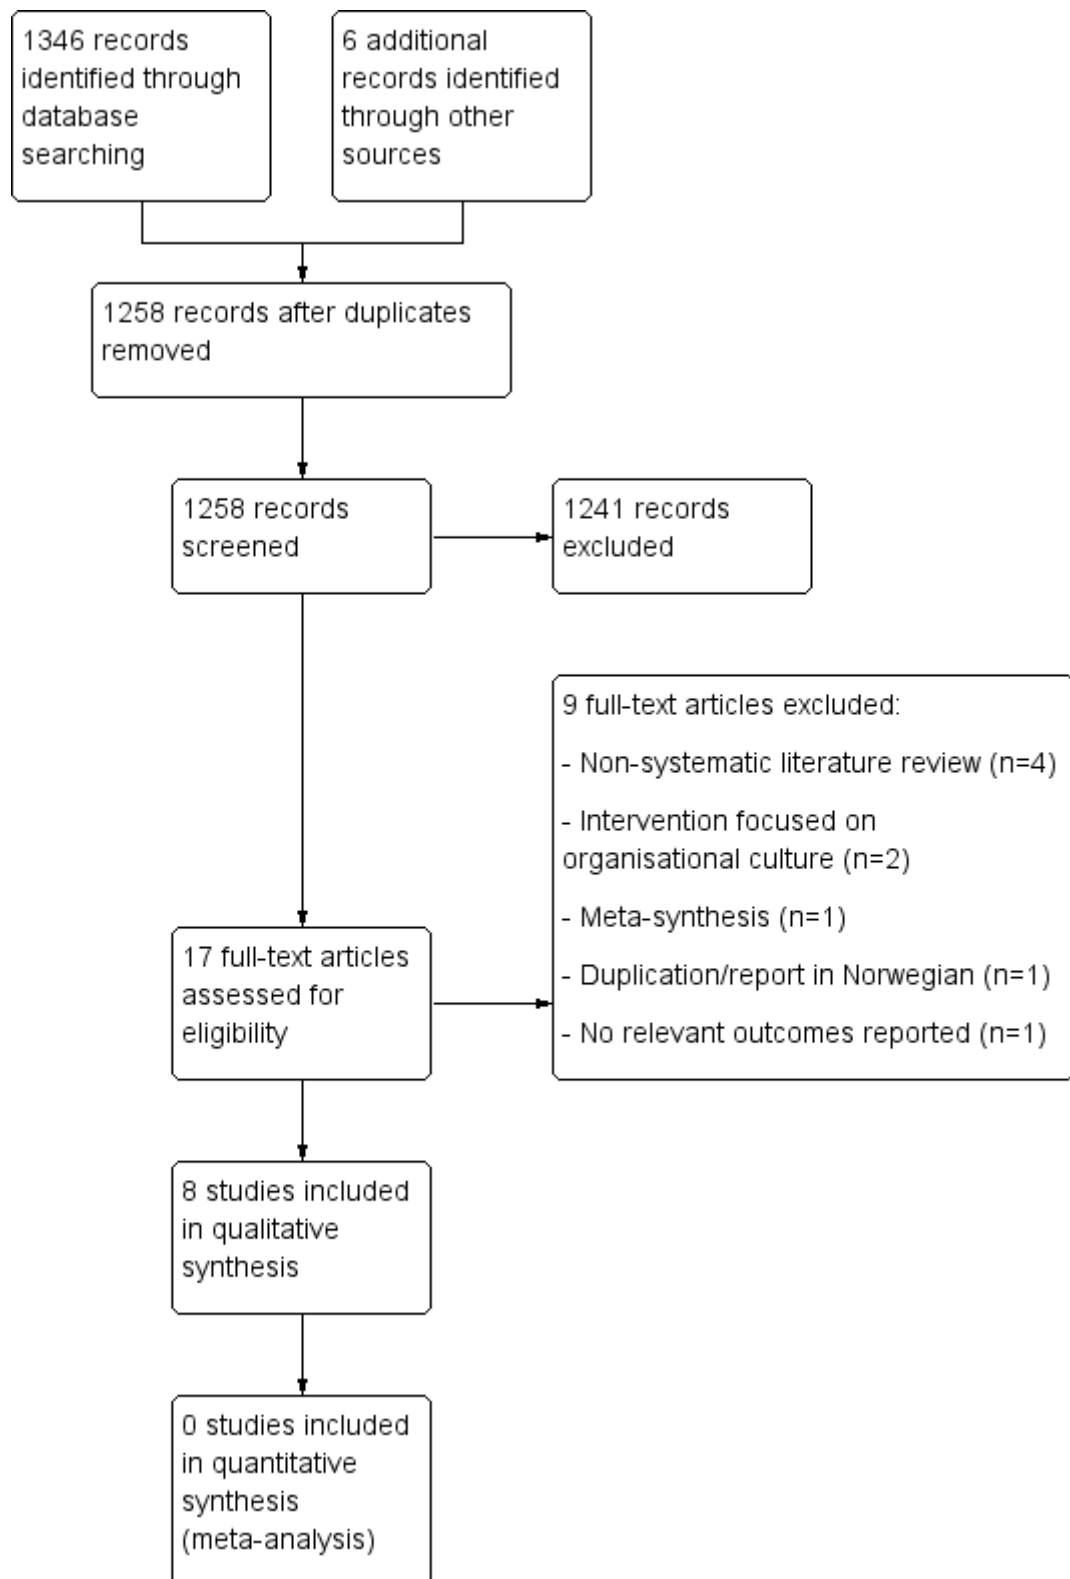 1346 records
identified through
database
searching
6 additional
records identified
through other
sources
1258 records after duplicates
removed
1258 records
screened
1241 records
excluded
9 full-text articles excluded:
- Non-systematic literature review (n=4)
- Intervention focused on
organisational culture (n=2)
- Meta-synthesis (n=1)
- Duplication/report in Norwegian (n=1)
- No relevant outcomes reported (n=1)
17 full-text articles
assessed for
eligibility
8 studies included
in qualitative
synthesis
0 studies included
in quantitative
synthesis
(meta-analysis)